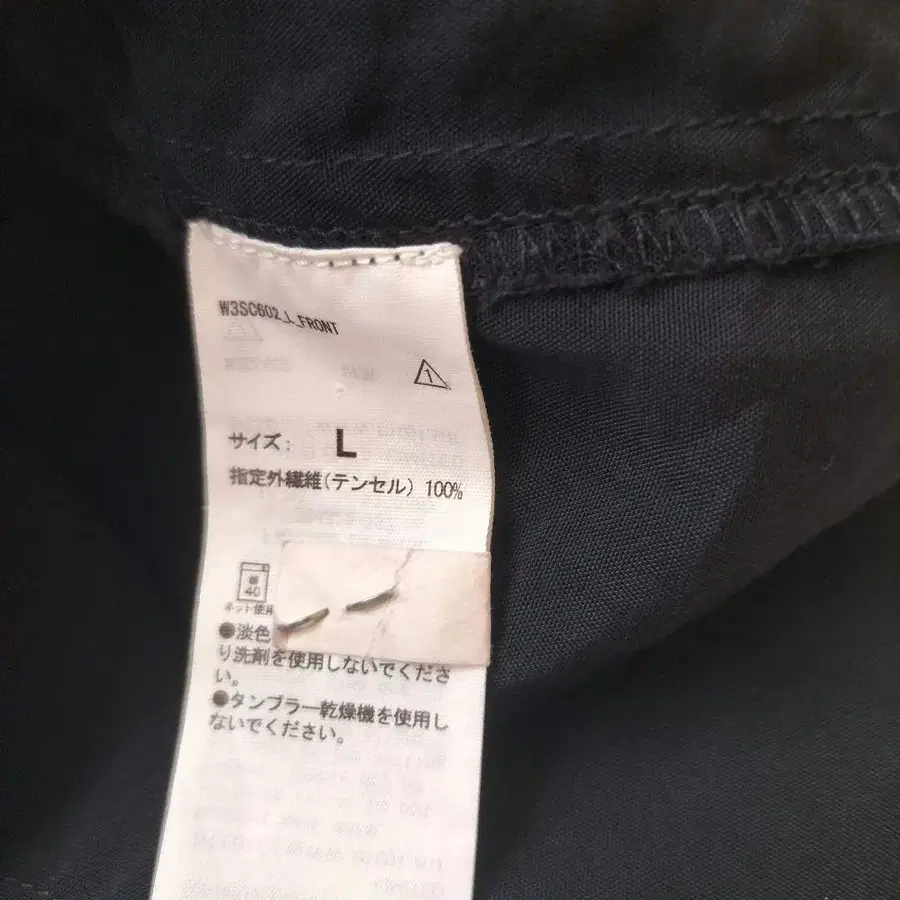 W3SC602_L_FRONT
1
サイズ: L
指定外繊維(テンセル) 100%
40
ネット使用
●淡色
り洗剤を使用しないでくださ
い。
●タンブラー乾燥機を使用し
ないでください。